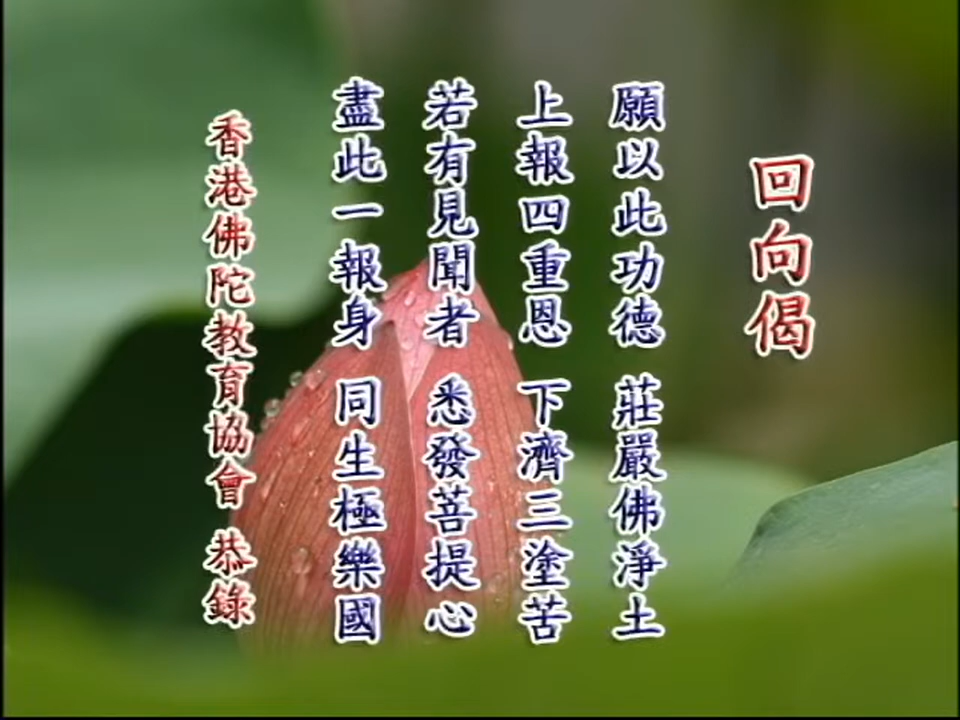 回向偈
願以此功德 莊嚴佛淨土
上報四重恩 下濟三塗苦
若有見聞者 悉發菩提心
盡此一報身 同生極樂國
香港佛陀教育協會 恭錄